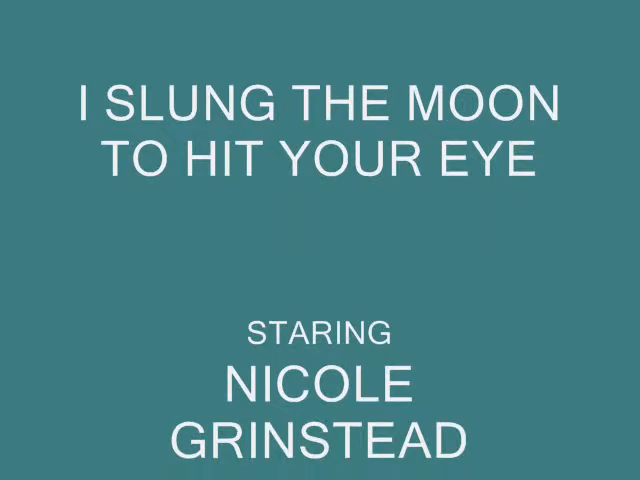 I SLUNG THE MOON
TO HIT YOUR EYE
STARING
NICOLE
GRINSTEAD